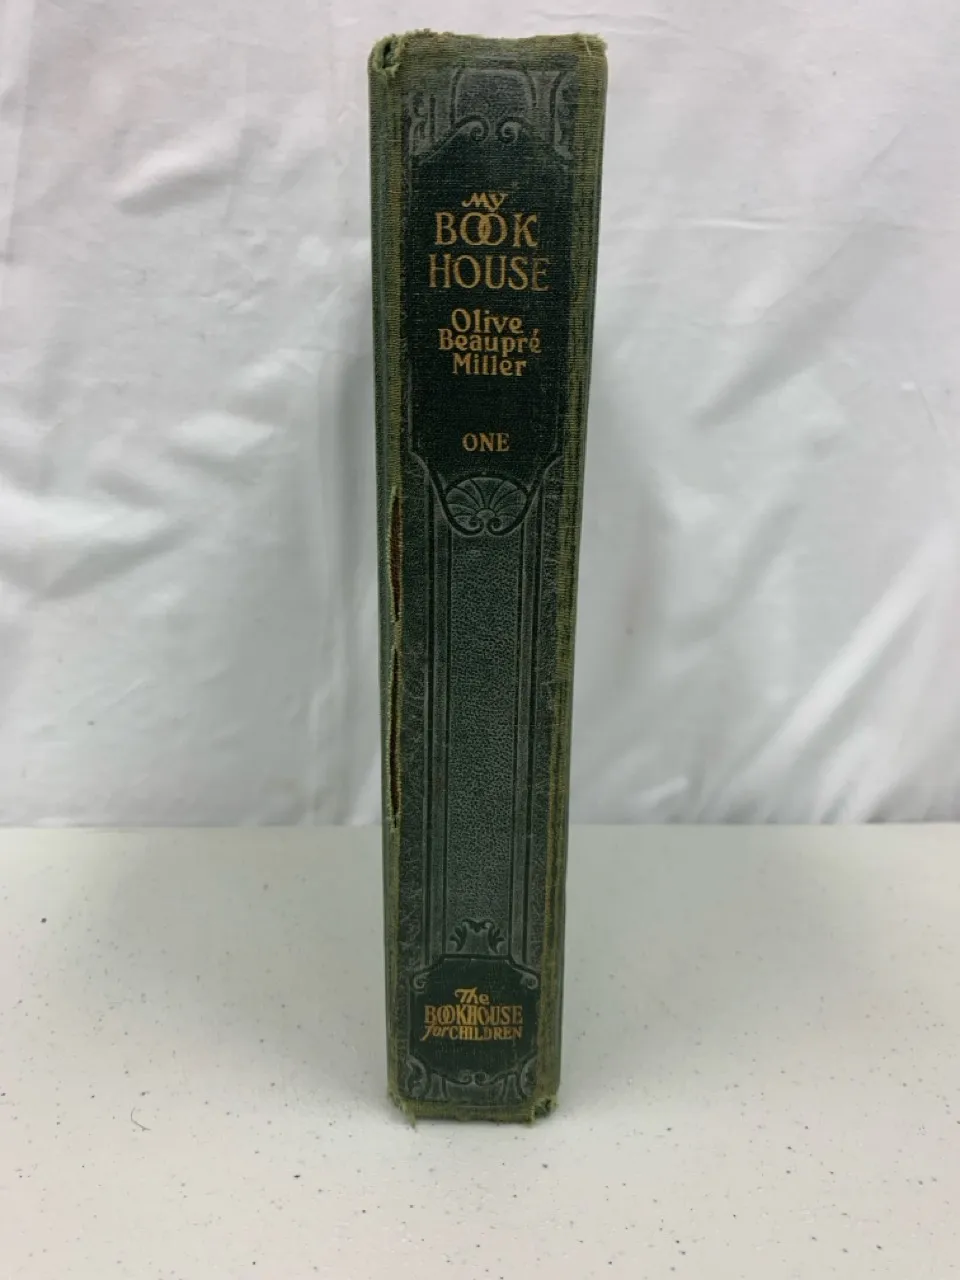 My
BOOK
HOUSE
Olive
Beaupré
Miller
ONE
The
BOOKHOUSE
for CHILDREN